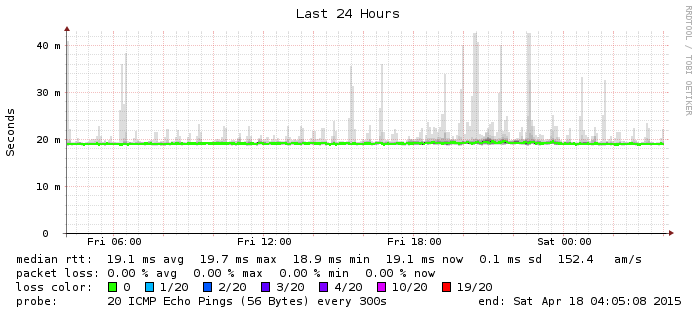 Last 24 Hours
RRDTOOL / TOBI OETIKER
Seconds
40 m
30 m
20 m
10 m
0
Fri 06:00 Fri 12:00 Fri 18:00 Sat 00:00
median rtt: 19.1 ms avg 19.7 ms max 18.9 ms min 19.1 ms now 0.1 ms sd 152.4 am/s
packet loss: 0.00 % avg 0.00 % max 0.00 % min 0.00 % now
loss color: 0 1/20 2/20 3/20 4/20 10/20 19/20
probe: 20 ICMP Echo Pings (56 Bytes) every 300s end: Sat Apr 18 04:05:08 2015